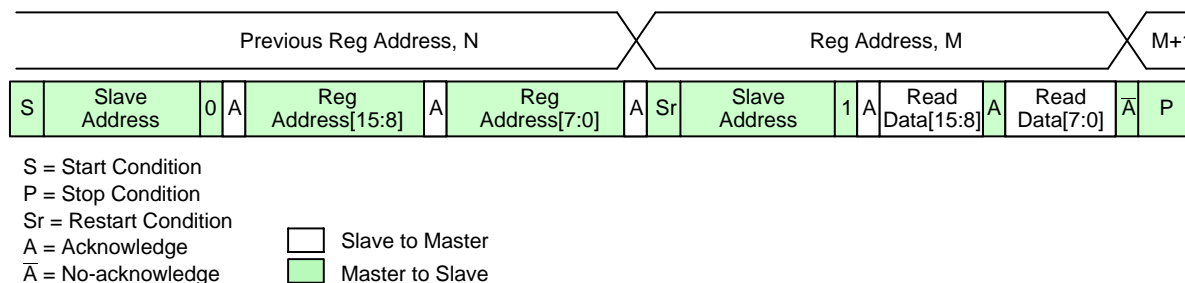 Previous Reg Address, N Reg Address, M M+1
S Slave Address 0 A Reg Address[15:8] A Reg Address[7:0] A Sr Slave Address 1 A Read Data[15:8] A Read Data[7:0] A̅ P
S = Start Condition
P = Stop Condition
Sr = Restart Condition
A = Acknowledge
A̅ = No-acknowledge
Slave to Master
Master to Slave